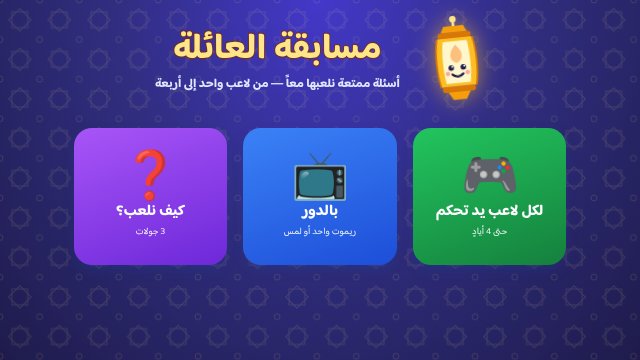 مسابقة العائلة
أسئلة ممتعة نلعبها معاً — من لاعب واحد إلى أربعة
لكل لاعب يد تحكم
حتى 4 أيادٍ
بالدور
ريموت واحد أو لمس
كيف نلعب؟
3 جولات